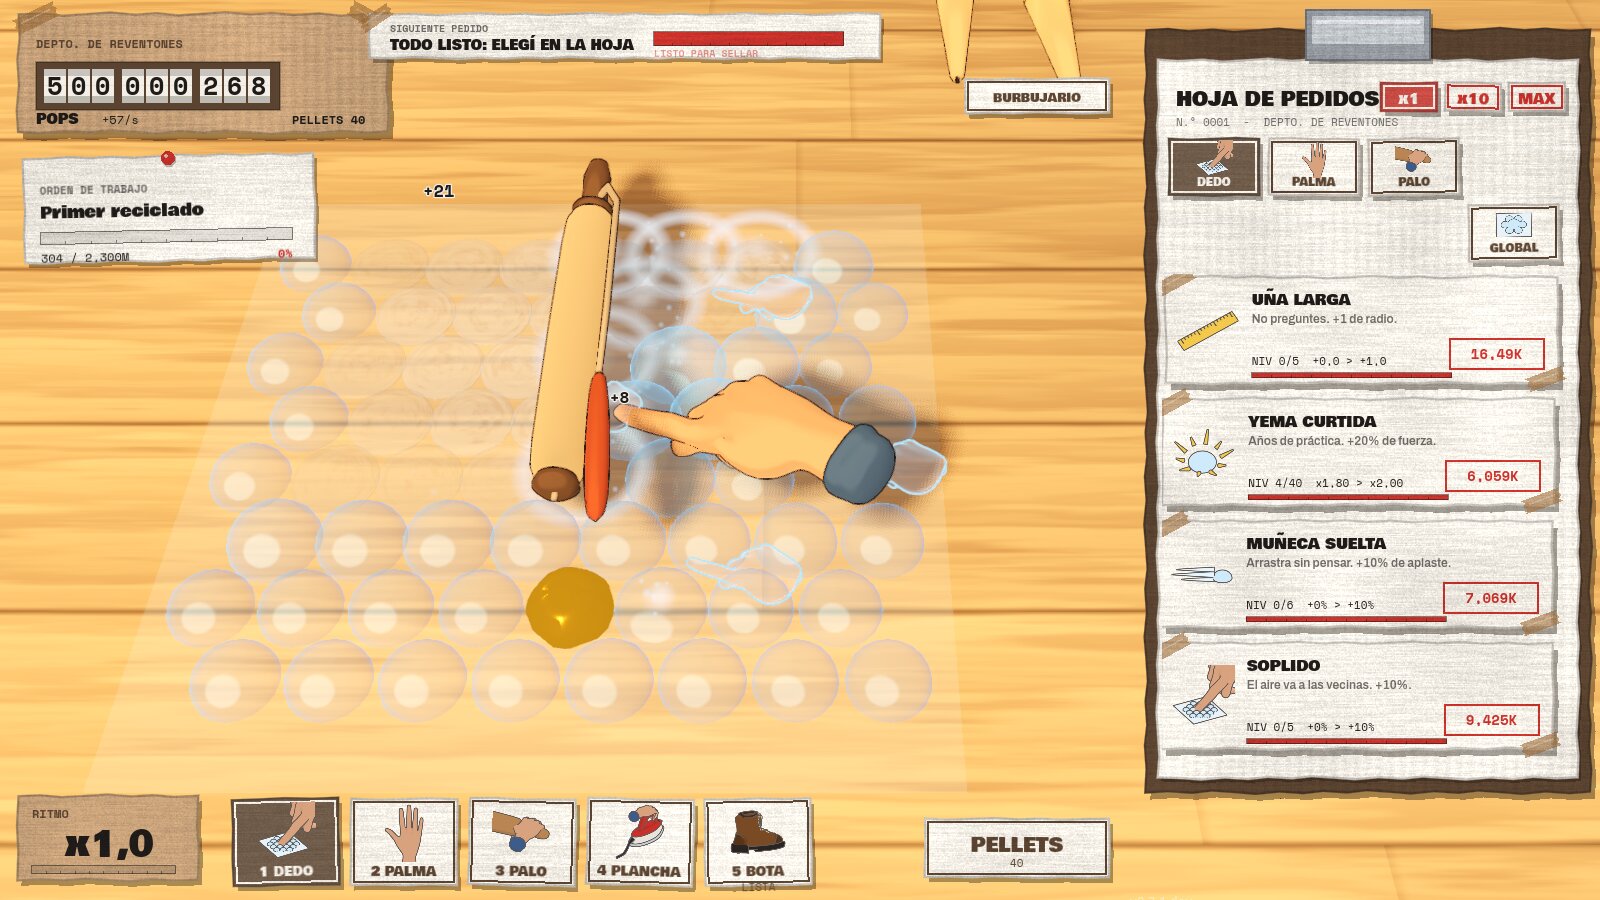 DEPTO. DE REVENTONES
500 000 268
POPS +57/s PELLETS 40
SIGUIENTE PEDIDO
TODO LISTO: ELEGÍ EN LA HOJA
LISTO PARA SELLAR
BURBUJARIO
ORDEN DE TRABAJO
Primer reciclado
304 / 2,300M 0%
+21
+8
HOJA DE PEDIDOS x1 x10 MAX
N.° 0001 - DEPTO. DE REVENTONES
DEDO PALMA PALO
GLOBAL
UÑA LARGA
No preguntes. +1 de radio.
NIV 0/5 +0,0 > +1,0
16,49K
YEMA CURTIDA
Años de práctica. +20% de fuerza.
NIV 4/40 x1,80 > x2,00
6,059K
MUÑECA SUELTA
Arrastra sin pensar. +10% de aplaste.
NIV 0/6 +0% > +10%
7,069K
SOPLIDO
El aire va a las vecinas. +10%.
NIV 0/5 +0% > +10%
9,425K
RITMO
x1,0
1 DEDO 2 PALMA 3 PALO 4 PLANCHA 5 BOTA
LISTA
PELLETS
40